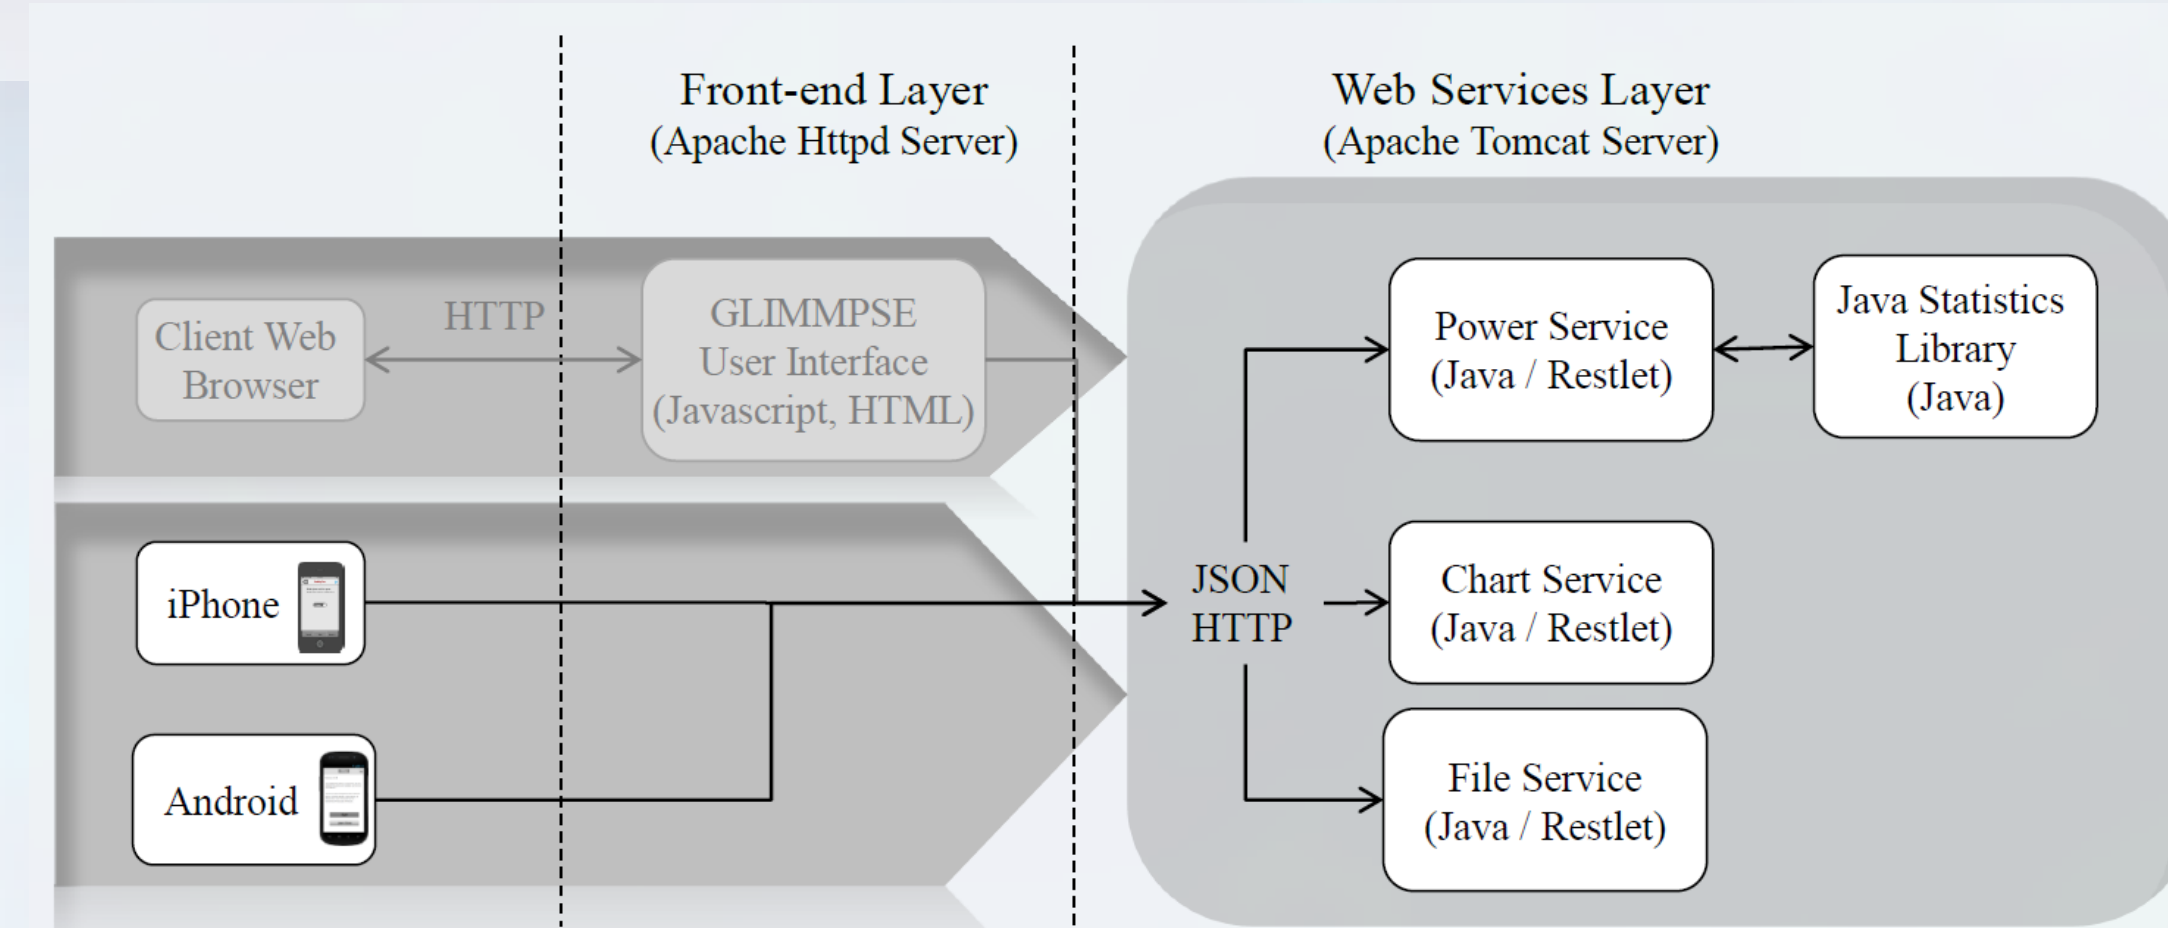 Front-end Layer
(Apache Httpd Server)
Web Services Layer
(Apache Tomcat Server)
Client Web
Browser
HTTP
GLIMMPSE
User Interface
(Javascript, HTML)
Power Service
(Java / Restlet)
Java Statistics
Library
(Java)
iPhone
JSON
HTTP
Chart Service
(Java / Restlet)
Android
File Service
(Java / Restlet)